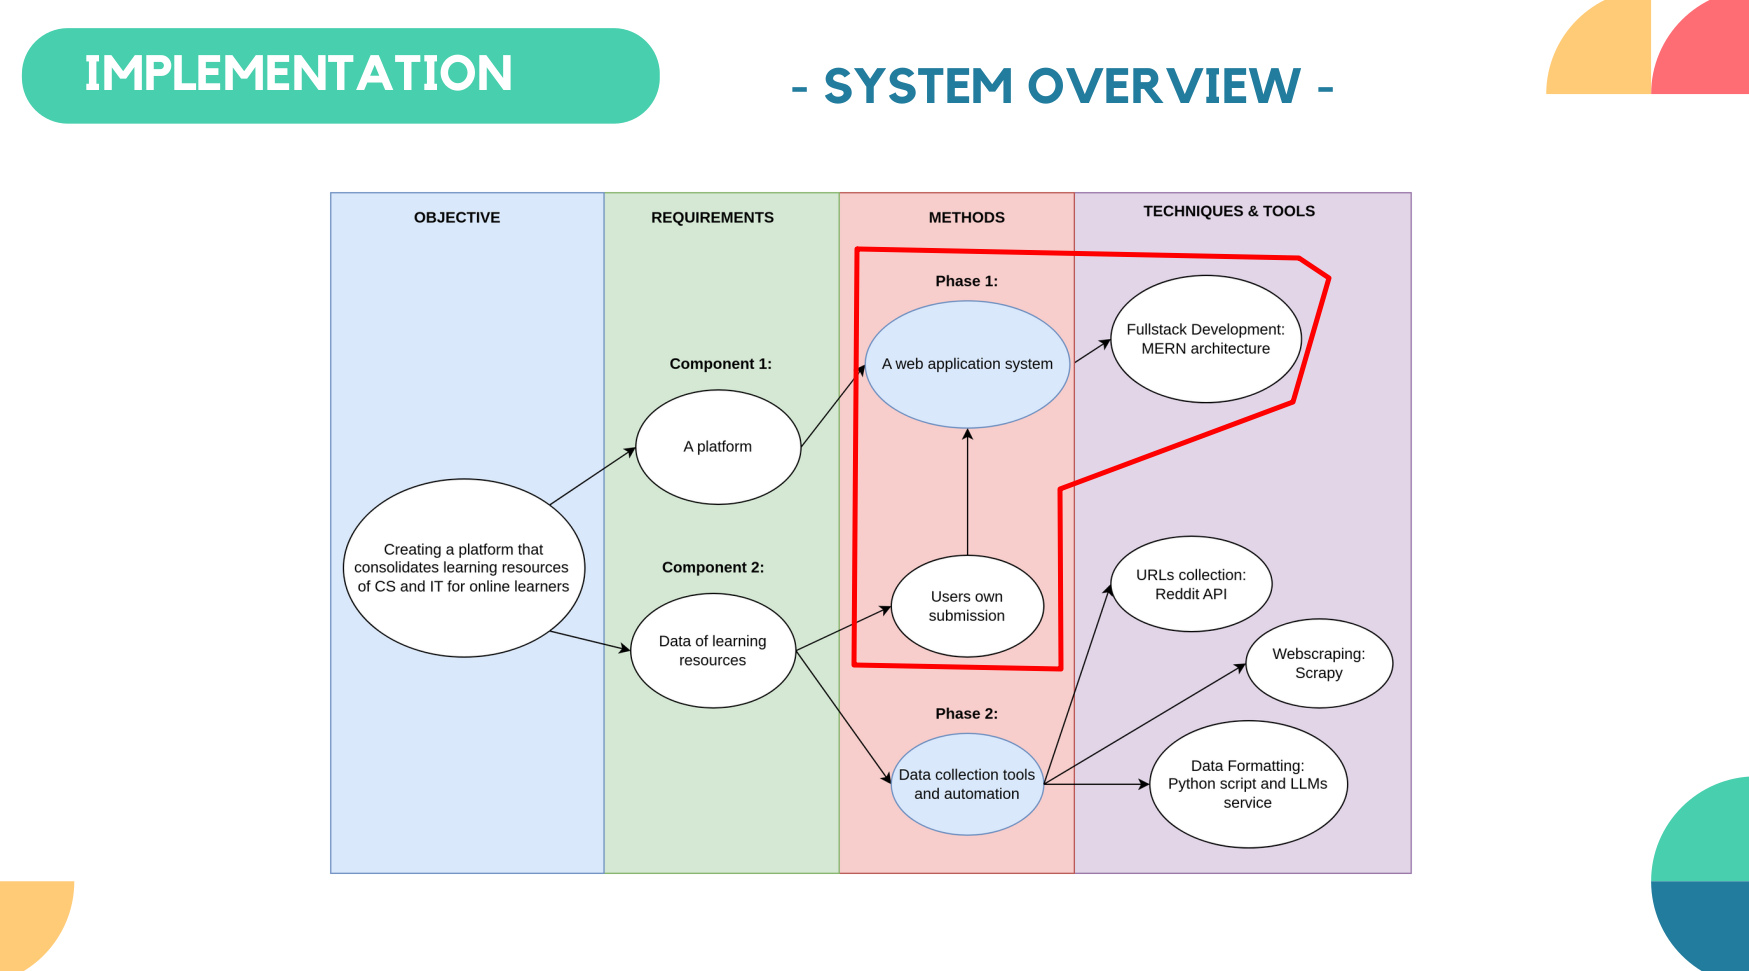 IMPLEMENTATION
- SYSTEM OVERVIEW -
OBJECTIVE
REQUIREMENTS
METHODS
TECHNIQUES & TOOLS
Creating a platform that
consolidates learning resources
of CS and IT for online learners
Component 1:
A platform
Component 2:
Data of learning
resources
Phase 1:
A web application system
Users own
submission
Phase 2:
Data collection tools
and automation
Fullstack Development:
MERN architecture
URLs collection:
Reddit API
Webscraping:
Scrapy
Data Formatting:
Python script and LLMs
service